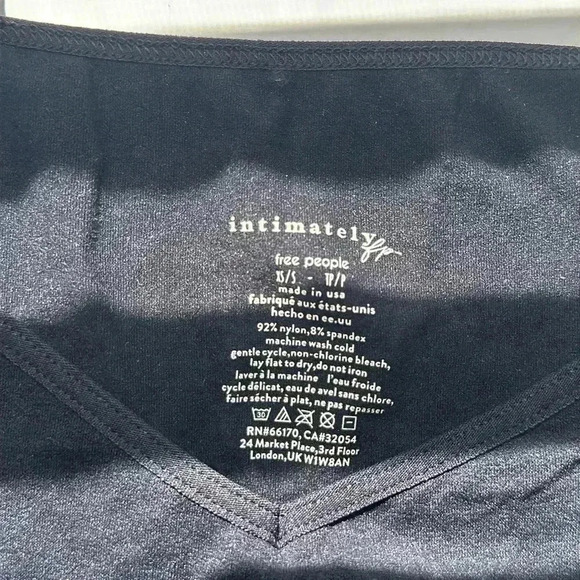 intimately fp
free people
XS/S - TP/P
made in usa
fabriqué aux états-unis
hecho en ee.uu
92% nylon,8% spandex
machine wash cold
gentle cycle,non-chlorine bleach,
lay flat to dry,do not iron
laver à la machine l'eau froide
cycle délicat, eau de avel sans chlore,
faire sécher à plat, ne pas repasser
30
RN#66170, CA#32054
24 Market Place,3rd Floor
London,UK W1W8AN